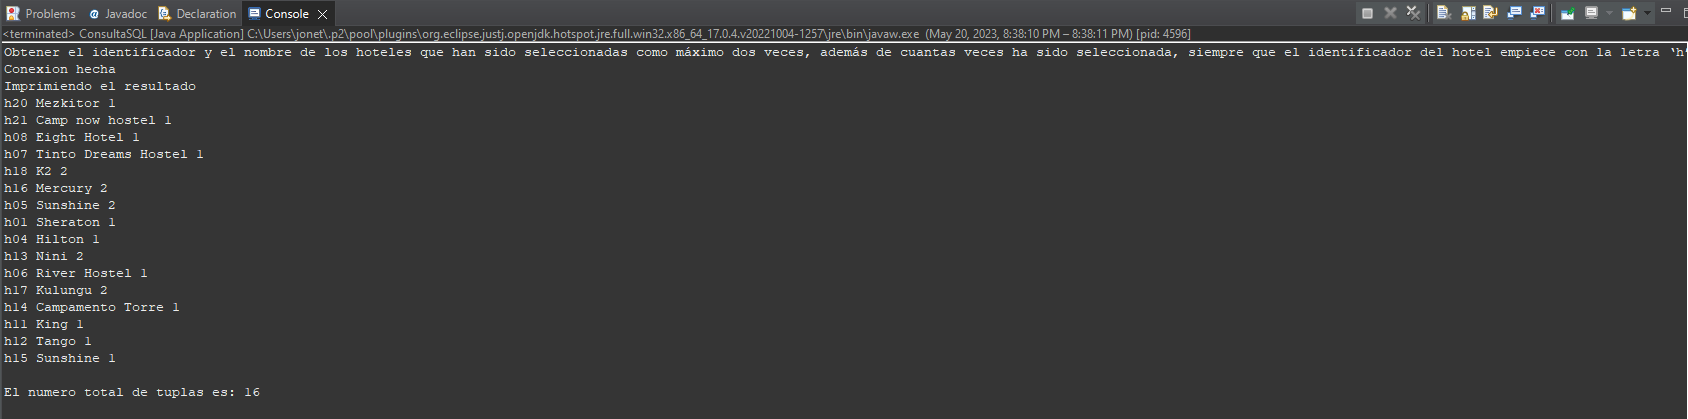 Problems Javadoc Declaration Console
<terminated> ConsultaSQL [Java Application] C:\Users\jonet\.p2\pool\plugins\org.eclipse.justj.openjdk.hotspot.jre.full.win32.x86_64_17.0.4.v20221004-1257\jre\bin\javaw.exe (May 20, 2023, 8:38:10 PM – 8:38:11 PM) [pid: 4596]
Obtener el identificador y el nombre de los hoteles que han sido seleccionadas como máximo dos veces, además de cuantas veces ha sido seleccionada, siempre que el identificador del hotel empiece con la letra ‘h’
Conexion hecha
Imprimiendo el resultado
h20 Mezkitor 1
h21 Camp now hostel 1
h08 Eight Hotel 1
h07 Tinto Dreams Hostel 1
h18 K2 2
h16 Mercury 2
h05 Sunshine 2
h01 Sheraton 1
h04 Hilton 1
h13 Nini 2
h06 River Hostel 1
h17 Kulungu 2
h14 Campamento Torre 1
h11 King 1
h12 Tango 1
h15 Sunshine 1
El numero total de tuplas es: 16